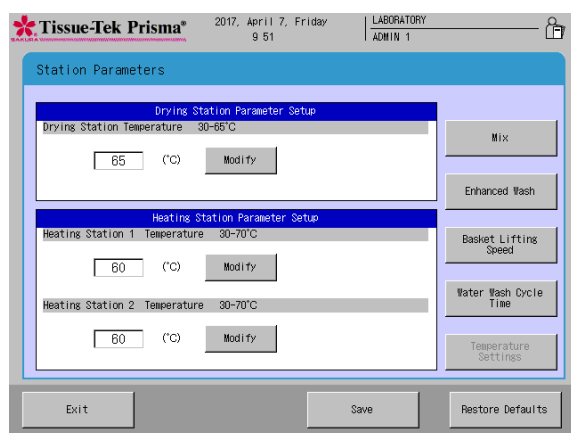 Tissue-Tek Prisma®
SAKURA
2017, April 7, Friday
9 51
LABORATORY
ADMIN 1
Station Parameters
Drying Station Parameter Setup
Drying Station Temperature 30-65°C
65 (°C) Modify
Heating Station Parameter Setup
Heating Station 1 Temperature 30-70°C
60 (°C) Modify
Heating Station 2 Temperature 30-70°C
60 (°C) Modify
Mix
Enhanced Wash
Basket Lifting
Speed
Water Wash Cycle
Time
Temperature
Settings
Exit
Save
Restore Defaults